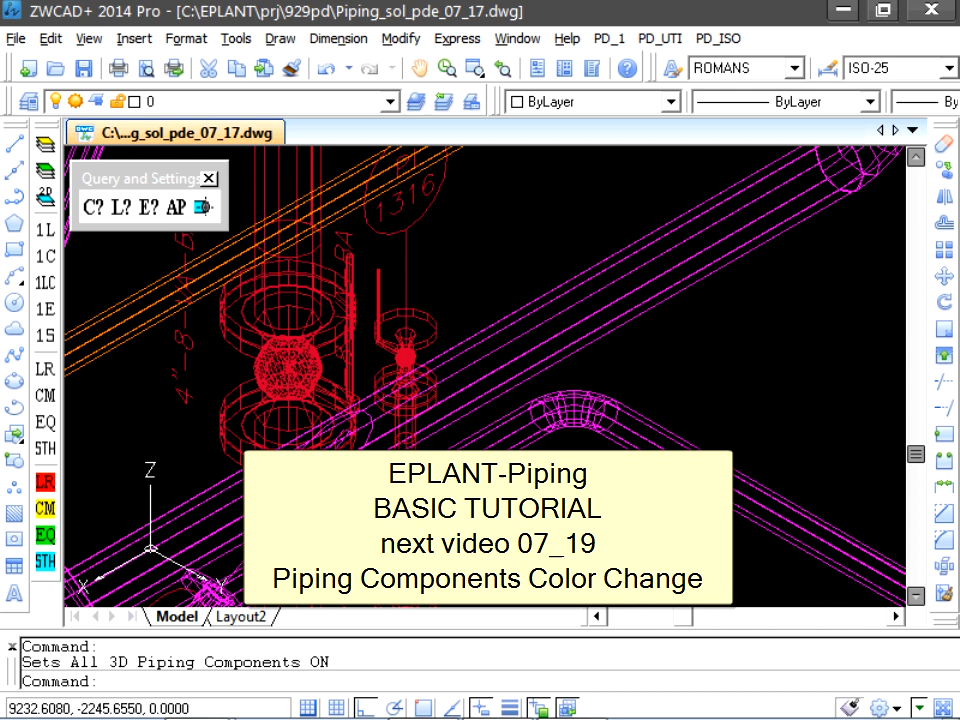 ZWCAD+ 2014 Pro - [C:\EPLANT\prj\929pd\Piping_sol_pde_07_17.dwg]
File Edit View Insert Format Tools Draw Dimension Modify Express Window Help PD_1 PD_UTI PD_ISO
ROMANS ISO-25
0 ByLayer ByLayer By
C:\...g_sol_pde_07_17.dwg
Query and Settings
C? L? E? AP
2D
1L
1C
1LC
1E
1S
LR
CM
EQ
STH
LR
CM
EQ
STH
1316
Z
X
Y
EPLANT-Piping
BASIC TUTORIAL
next video 07_19
Piping Components Color Change
Model Layout2
Command:
Sets All 3D Piping Components ON
Command:
9232.6080, -2245.6550, 0.0000